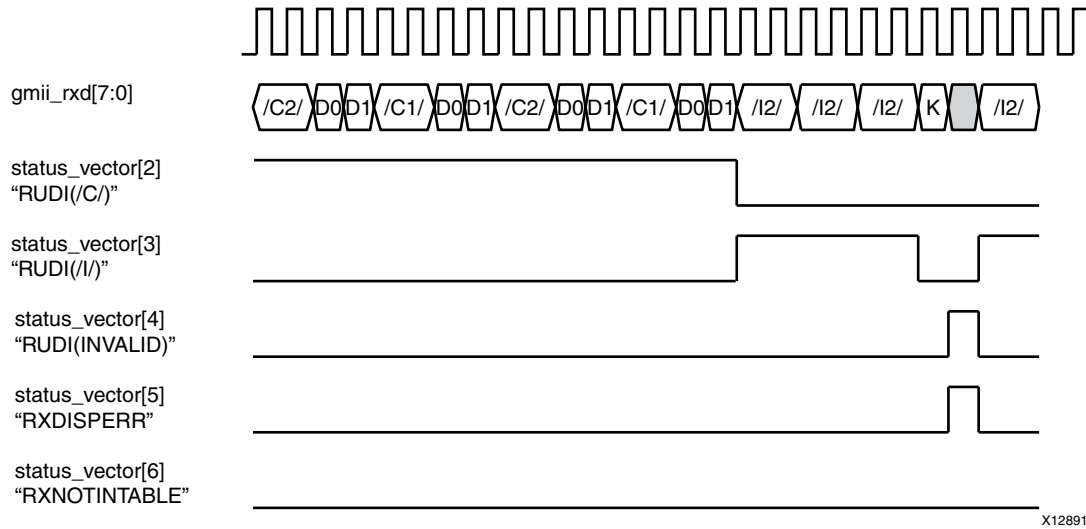 gmii_rxd[7:0]
/C2/ D0 D1 /C1/ D0 D1 /C2/ D0 D1 /C1/ D0 D1 /I2/ /I2/ /I2/ K /I2/
status_vector[2]
“RUDI(/C/)”
status_vector[3]
“RUDI(/I/)”
status_vector[4]
“RUDI(INVALID)”
status_vector[5]
“RXDISPERR”
status_vector[6]
“RXNOTINTABLE”
X12891